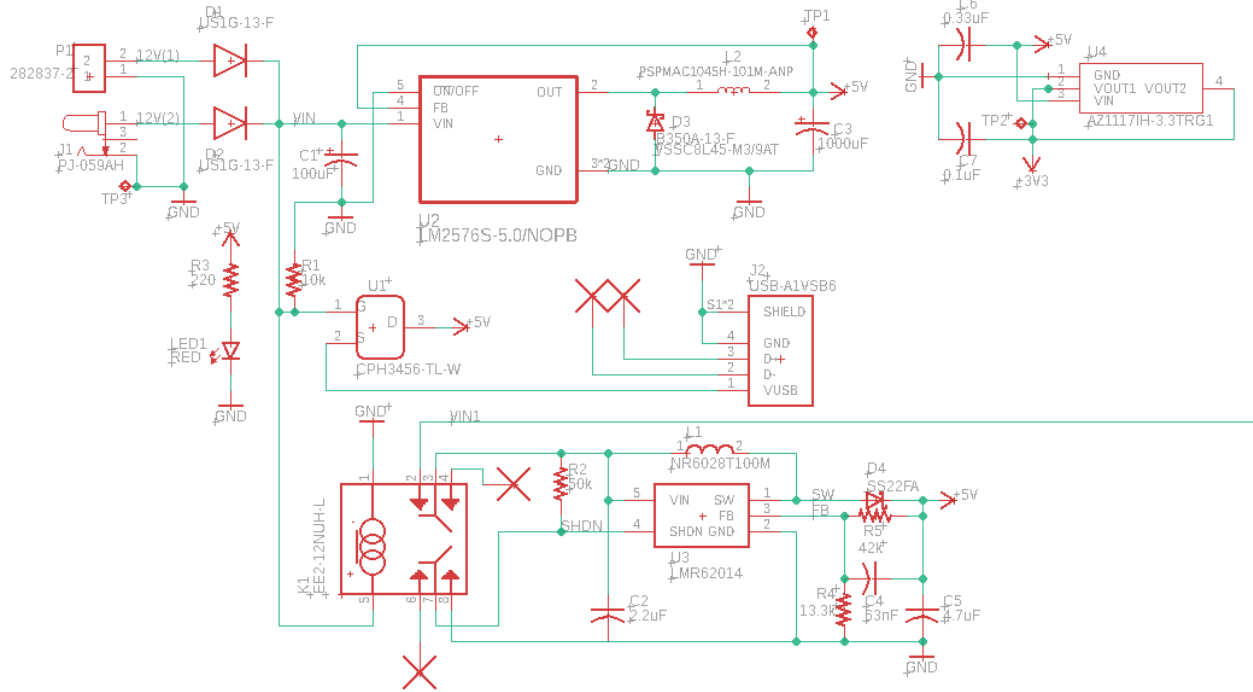 D1
US1G-13-F
P1
2
1
282837-2
2
1
12V(1)
1
3
2
12V(2)
J1
PJ-059AH
TP3
GND
D2
US1G-13-F
VIN
C1
100uF
GND
5
4
1
ON/OFF
FB
VIN
OUT
GND
2
3*2
GND
U2
LM2576S-5.0/NOPB
L2
PSPMAC1045H-101M-ANP
1
2
TP1
+5V
D3
B350A-13-F
VSSC8L45-M3/9AT
C3
1000uF
GND
C6
0.33uF
+5V
GND
U4
1
2
3
GND
VOUT1
VOUT2
VIN
4
AZ1117IH-3.3TRG1
TP2
C7
0.1uF
+3V3
+5V
R3
220
LED1
RED
GND
R1
10k
U1
1
2
G
S
D
3
+5V
CPH3456-TL-W
GND
J2
USB-A1VSB6
S1*2
SHIELD
4
GND
3
D+
2
D-
1
VUSB
GND
VIN1
1
2
3
4
5
6
7
8
K1
EE2-12NUH-L
R2
50k
SHDN
L1
1
2
NR6028T100M
5
VIN
SW
1
FB
3
4
SHDN
GND
2
U3
LMR62014
SW
FB
D4
SS22FA
+5V
R5
42k
R4
13.3k
C4
63nF
C5
4.7uF
C2
2.2uF
GND